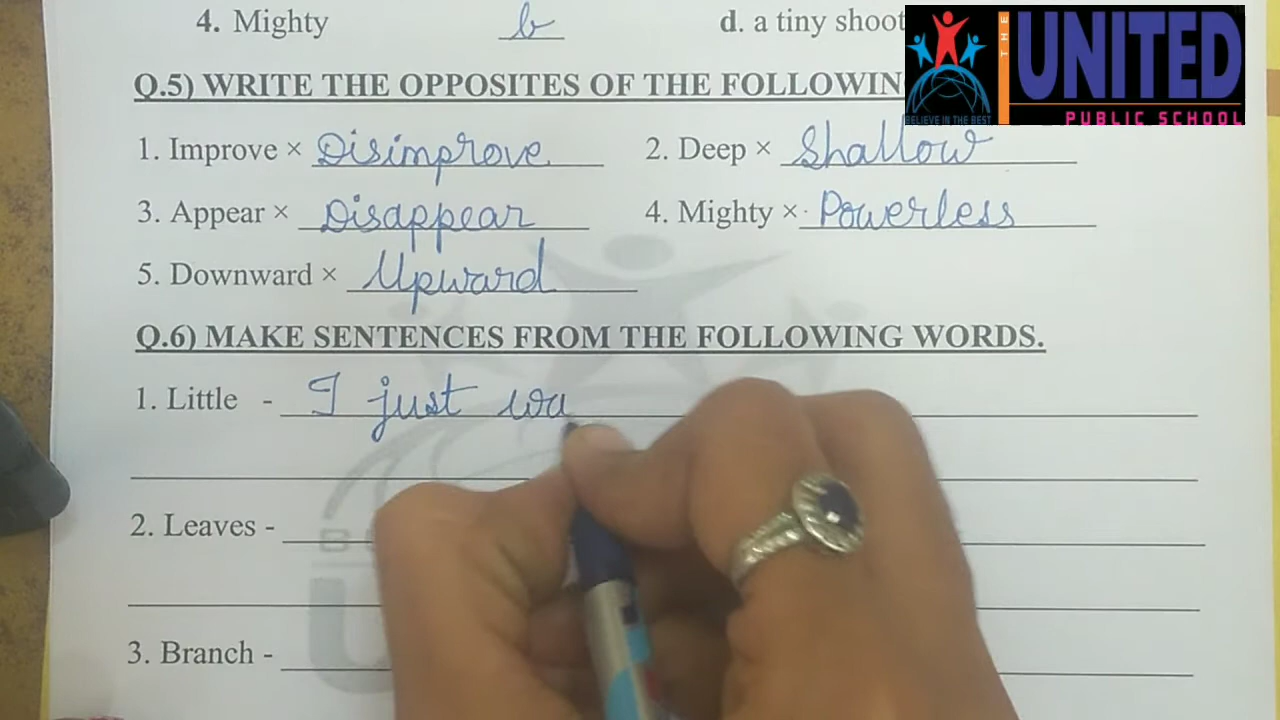 4. Mighty b d. a tiny shoot
THE UNITED
BELIEVE IN THE BEST
PUBLIC SCHOOL
Q.5) WRITE THE OPPOSITES OF THE FOLLOWIN
1. Improve × Disimprove 2. Deep × Shallow
3. Appear × Disappear 4. Mighty × Powerless
5. Downward × Upward
Q.6) MAKE SENTENCES FROM THE FOLLOWING WORDS.
1. Little - I just wa
2. Leaves -
3. Branch -